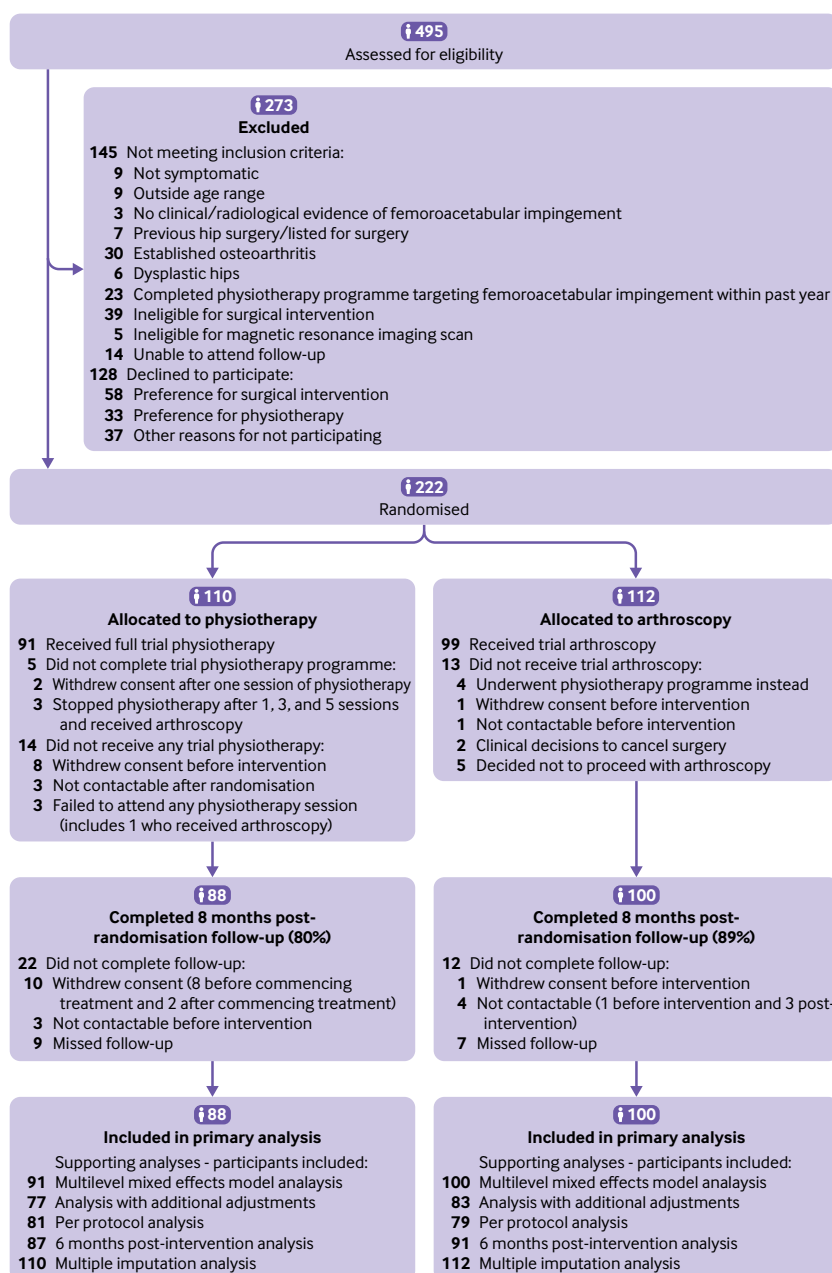 495
Assessed for eligibility
273
Excluded
145 Not meeting inclusion criteria:
9 Not symptomatic
9 Outside age range
3 No clinical/radiological evidence of femoroacetabular impingement
7 Previous hip surgery/listed for surgery
30 Established osteoarthritis
6 Dysplastic hips
23 Completed physiotherapy programme targeting femoroacetabular impingement within past year
39 Ineligible for surgical intervention
5 Ineligible for magnetic resonance imaging scan
14 Unable to attend follow-up
128 Declined to participate:
58 Preference for surgical intervention
33 Preference for physiotherapy
37 Other reasons for not participating
222
Randomised
110
Allocated to physiotherapy
91 Received full trial physiotherapy
5 Did not complete trial physiotherapy programme:
2 Withdrew consent after one session of physiotherapy
3 Stopped physiotherapy after 1, 3, and 5 sessions
and received arthroscopy
14 Did not receive any trial physiotherapy:
8 Withdrew consent before intervention
3 Not contactable after randomisation
3 Failed to attend any physiotherapy session
(includes 1 who received arthroscopy)
112
Allocated to arthroscopy
99 Received trial arthroscopy
13 Did not receive trial arthroscopy:
4 Underwent physiotherapy programme instead
1 Withdrew consent before intervention
1 Not contactable before intervention
2 Clinical decisions to cancel surgery
5 Decided not to proceed with arthroscopy
88
Completed 8 months post-
randomisation follow-up (80%)
22 Did not complete follow-up:
10 Withdrew consent (8 before commencing
treatment and 2 after commencing treatment)
3 Not contactable before intervention
9 Missed follow-up
100
Completed 8 months post-
randomisation follow-up (89%)
12 Did not complete follow-up:
1 Withdrew consent before intervention
4 Not contactable (1 before intervention and 3 post-
intervention)
7 Missed follow-up
88
Included in primary analysis
Supporting analyses - participants included:
91 Multilevel mixed effects model analaysis
77 Analysis with additional adjustments
81 Per protocol analysis
87 6 months post-intervention analysis
110 Multiple imputation analysis
100
Included in primary analysis
Supporting analyses - participants included:
100 Multilevel mixed effects model analaysis
83 Analysis with additional adjustments
79 Per protocol analysis
91 6 months post-intervention analysis
112 Multiple imputation analysis